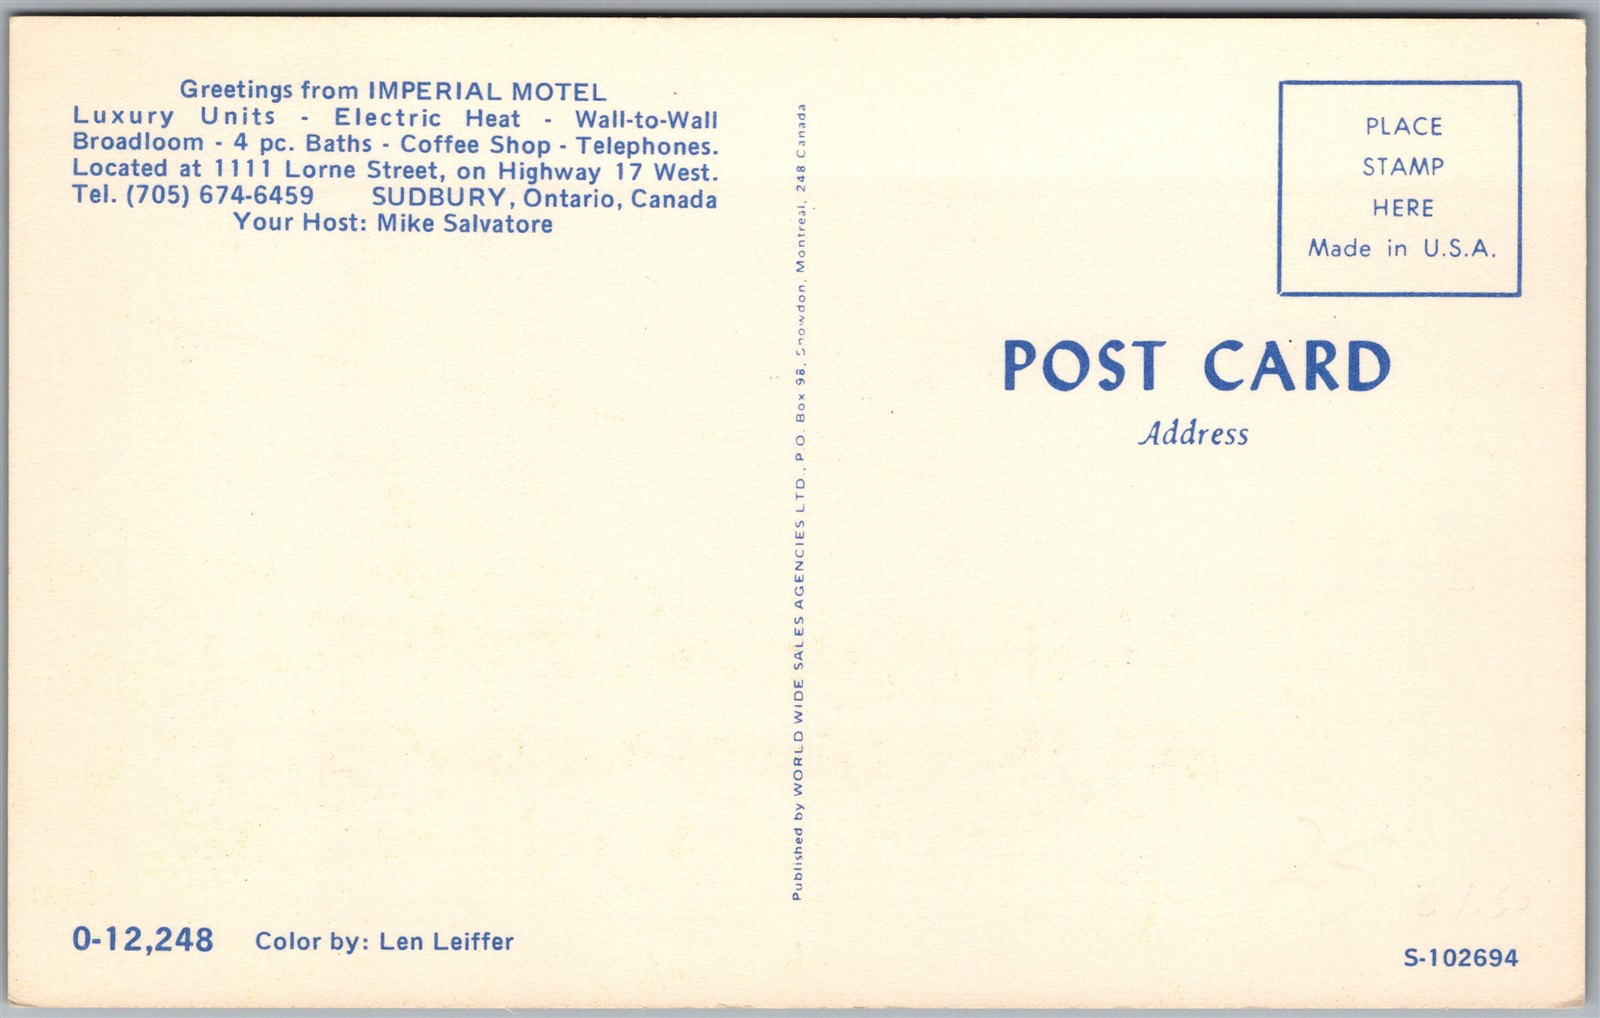 Greetings from IMPERIAL MOTEL
Luxury Units - Electric Heat - Wall-to-Wall
Broadloom - 4 pc. Baths - Coffee Shop - Telephones.
Located at 1111 Lorne Street, on Highway 17 West.
Tel. (705) 674-6459 SUDBURY, Ontario, Canada
Your Host: Mike Salvatore
0-12,248 Color by: Len Leiffer
Published by WORLD WIDE SALES AGENCIES LTD., P.O. Box 98, Snowdon, Montreal, 248 Canada
PLACE
STAMP
HERE
Made in U.S.A.
POST CARD
Address
S-102694